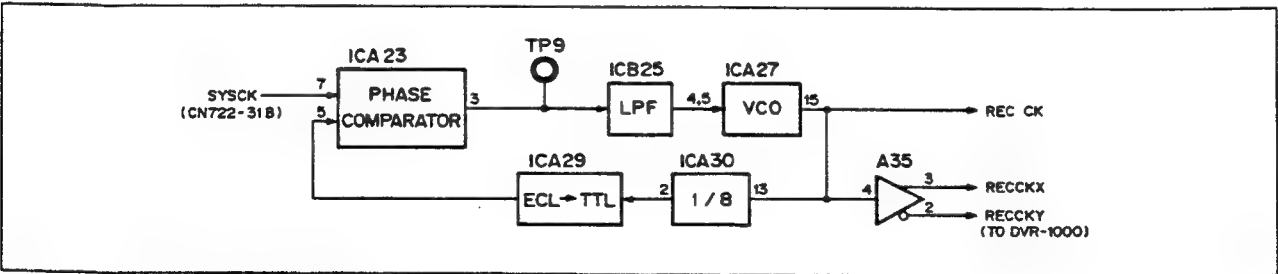 TP9
ICA23
ICB25
ICA27
SYSCK
(CN722-31B)
7
5
PHASE
COMPARATOR
3
LPF
4,5
VCO
15
REC CK
ICA29
ICA30
A35
ECL→TTL
2
1/8
13
4
3
RECCKX
2
RECCKY
(TO DVR-1000)